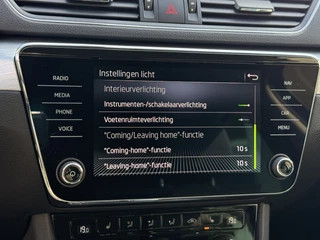 RADIO
MEDIA
PHONE
VOICE
Instellingen licht
Interieurverlichting
Instrumenten-/schakelaarverlichting
Voetenruimteverlichting
"Coming/Leaving home"-functie
"Coming-home"-functie 10 s
"Leaving-home"-functie 10 s
NAV
APP
CAR
MENU